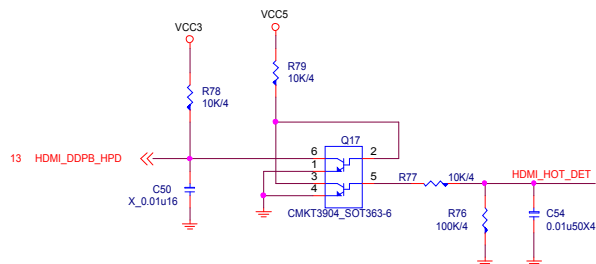 VCC3
VCC5
R78
10K/4
R79
10K/4
Q17
13 HDMI_DDPB_HPD
6
2
1
3
5
4
R77
10K/4
HDMI_HOT_DET
C50
X_0.01u16
CMKT3904_SOT363-6
R76
100K/4
C54
0.01u50X4